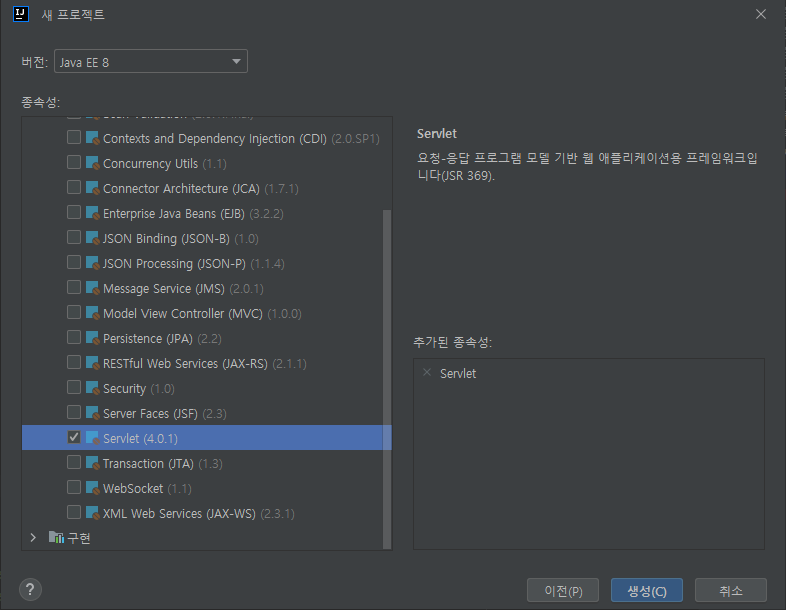 새 프로젝트
버전: Java EE 8
종속성:
Contexts and Dependency Injection (CDI) (2.0.SP1)
Concurrency Utils (1.1)
Connector Architecture (JCA) (1.7.1)
Enterprise Java Beans (EJB) (3.2.2)
JSON Binding (JSON-B) (1.0)
JSON Processing (JSON-P) (1.1.4)
Message Service (JMS) (2.0.1)
Model View Controller (MVC) (1.0.0)
Persistence (JPA) (2.2)
RESTful Web Services (JAX-RS) (2.1.1)
Security (1.0)
Server Faces (JSF) (2.3)
Servlet (4.0.1)
Transaction (JTA) (1.3)
WebSocket (1.1)
XML Web Services (JAX-WS) (2.3.1)
구현
Servlet
요청-응답 프로그램 모델 기반 웹 애플리케이션용 프레임워크입
니다(JSR 369).
추가된 종속성:
Servlet
?
이전(P)
생성(C)
취소